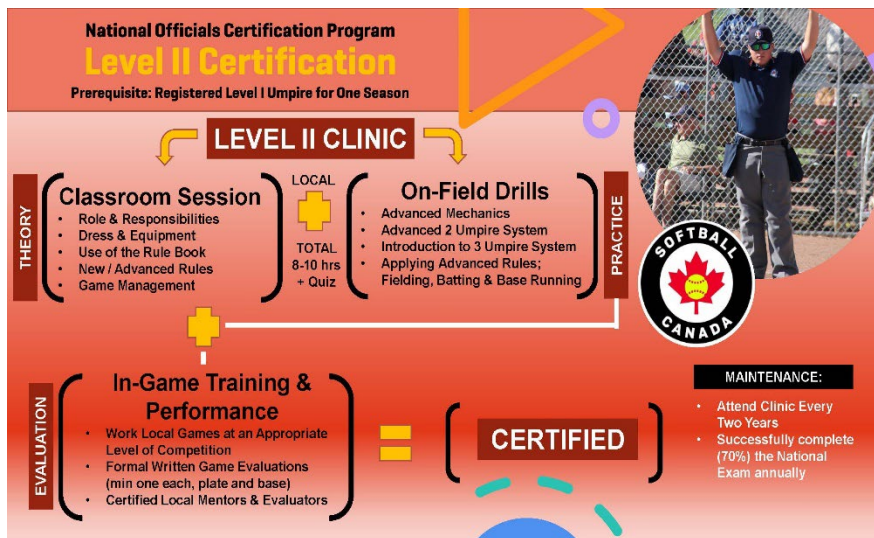 National Officials Certification Program
Level II Certification
Prerequisite: Registered Level I Umpire for One Season
LEVEL II CLINIC
THEORY
Classroom Session
• Role & Responsibilities
• Dress & Equipment
• Use of the Rule Book
• New / Advanced Rules
• Game Management
LOCAL
TOTAL
8-10 hrs
+ Quiz
On-Field Drills
• Advanced Mechanics
• Advanced 2 Umpire System
• Introduction to 3 Umpire System
• Applying Advanced Rules;
Fielding, Batting & Base Running
PRACTICE
SOFTBALL
CANADA
EVALUATION
In-Game Training &
Performance
• Work Local Games at an Appropriate
Level of Competition
• Formal Written Game Evaluations
(min one each, plate and base)
• Certified Local Mentors & Evaluators
=
CERTIFIED
MAINTENANCE:
• Attend Clinic Every
Two Years
• Successfully complete
(70%) the National
Exam annually